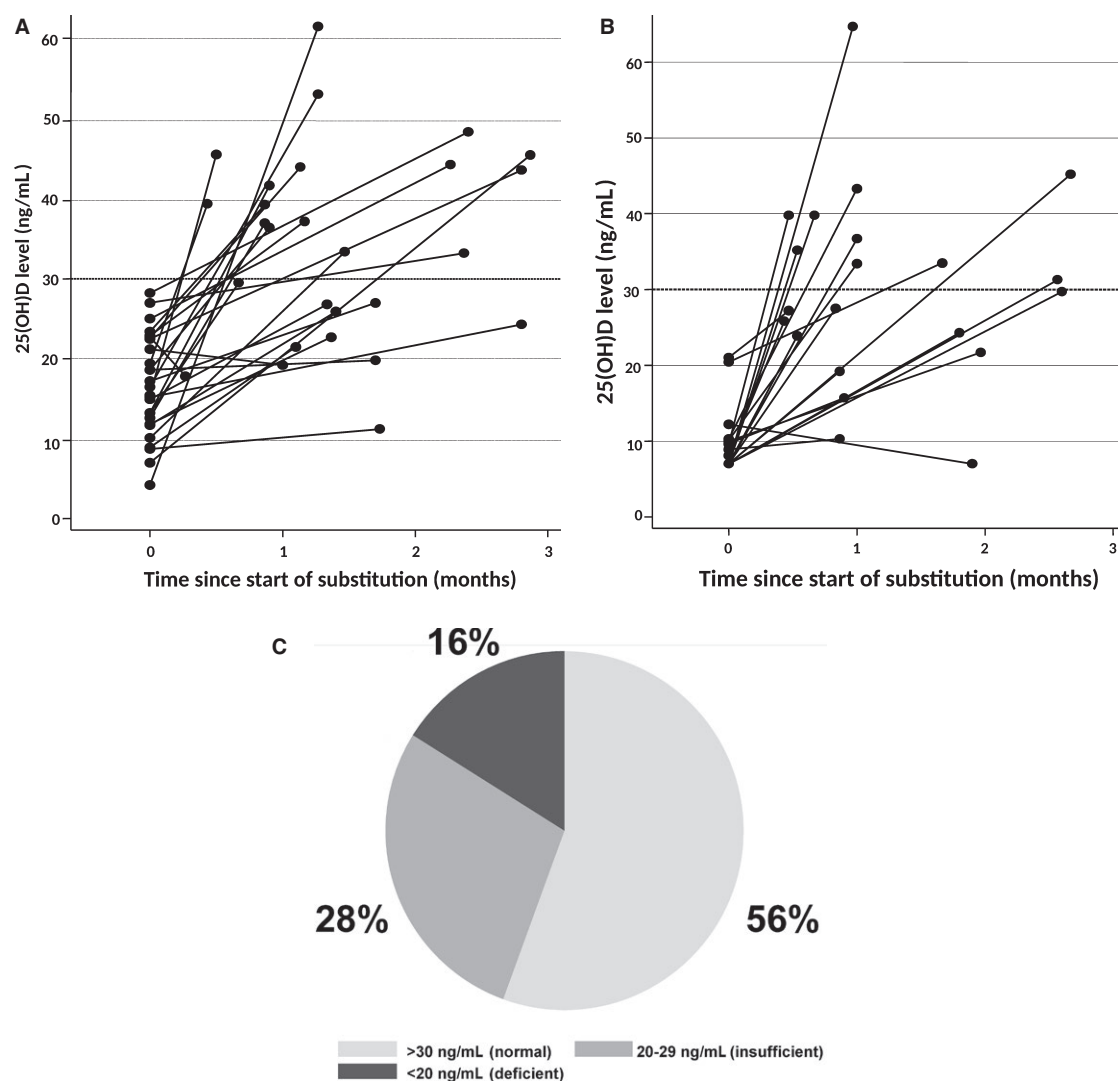 A
25(OH)D level (ng/mL)
60
50
40
30
20
10
0
0 1 2 3
Time since start of substitution (months)
B
25(OH)D level (ng/mL)
60
50
40
30
20
10
0
0 1 2 3
Time since start of substitution (months)
C
16%
28%
56%
>30 ng/mL (normal) 20-29 ng/mL (insufficient)
<20 ng/mL (deficient)